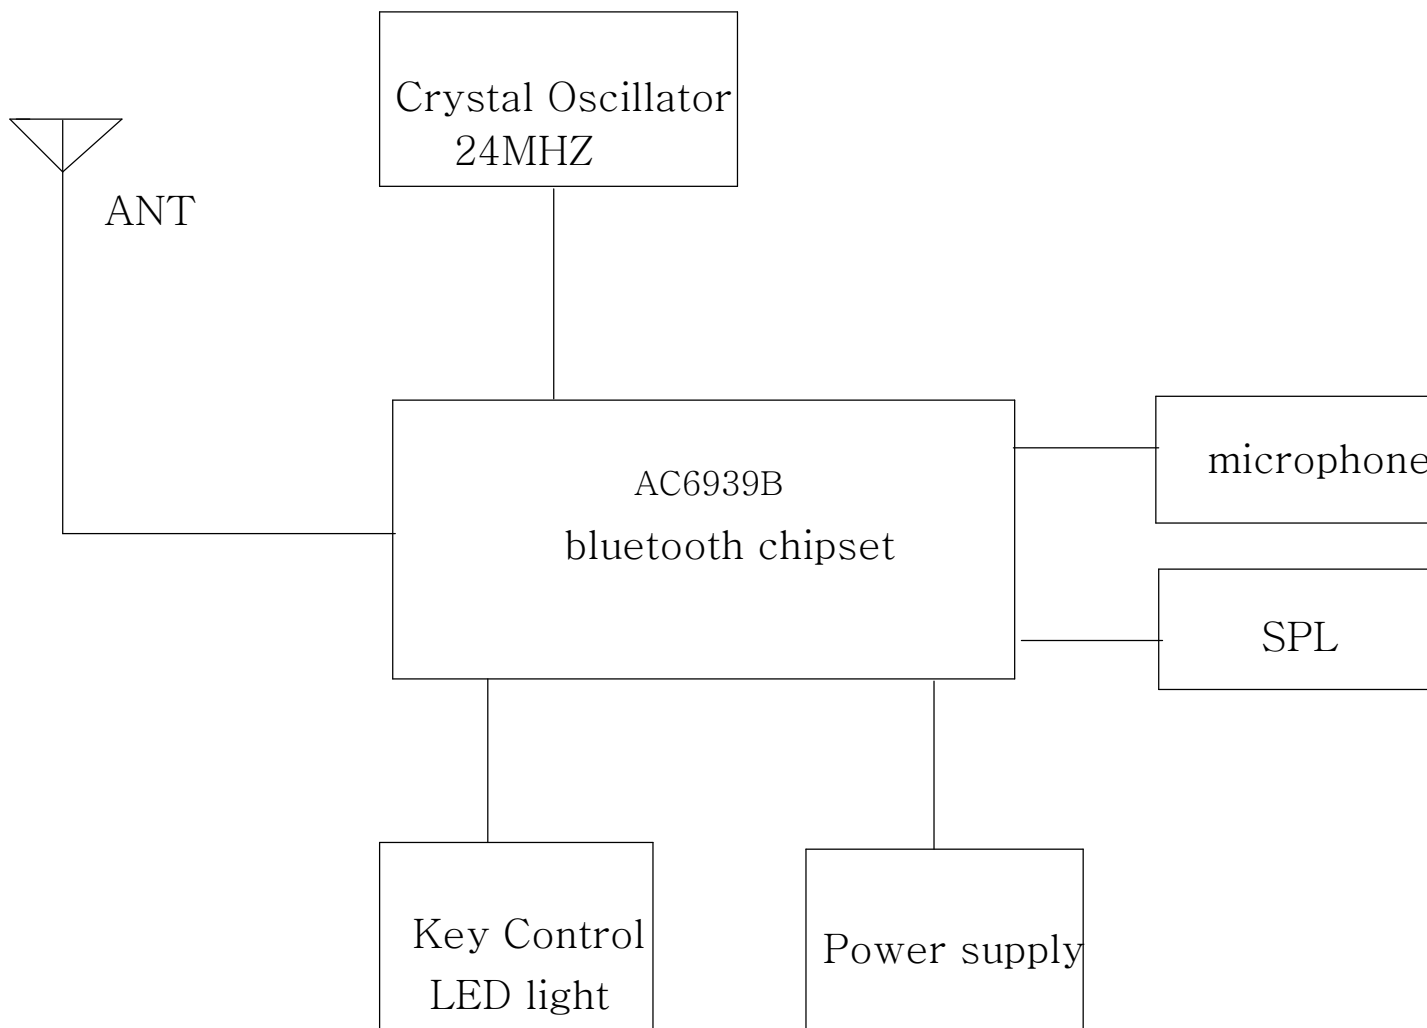 Crystal Oscillator
24MHZ
ANT
AC6939B
bluetooth chipset
microphone
SPL
Key Control
LED light
Power supply